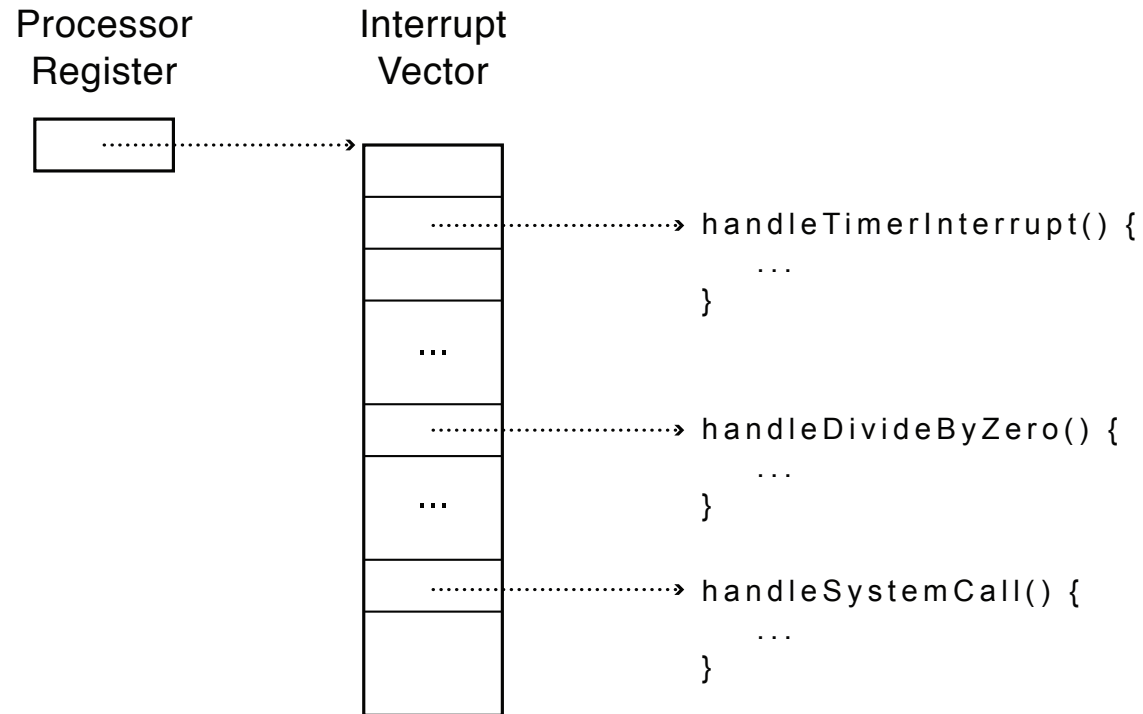 Processor
Register
Interrupt
Vector
handleTimerInterrupt() {
...
}
...
handleDivideByZero() {
...
}
...
handleSystemCall() {
...
}